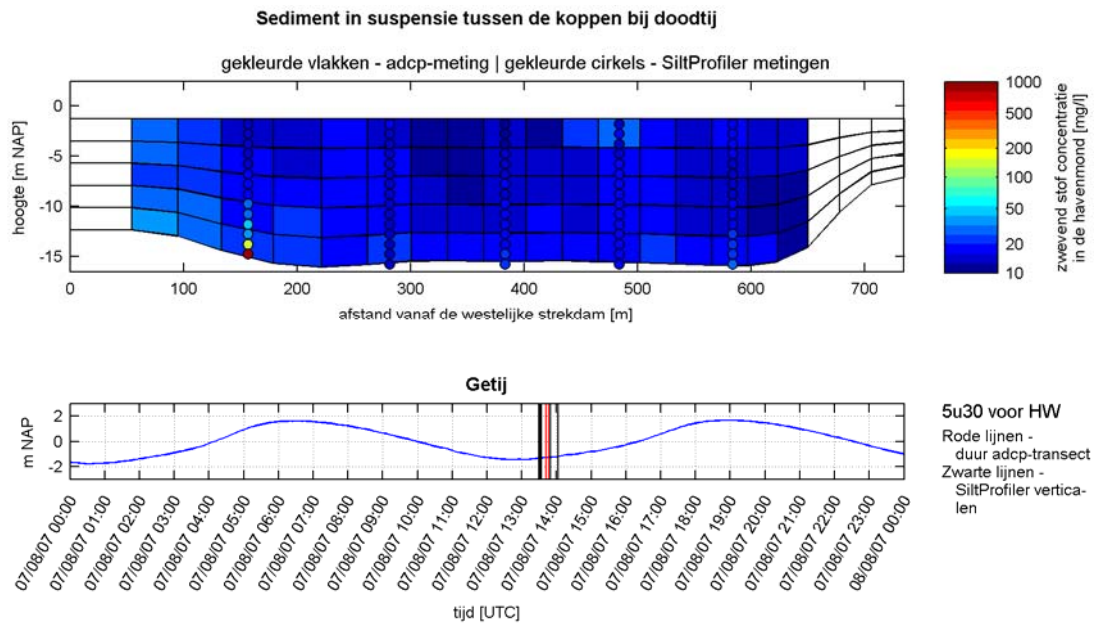 Sediment in suspensie tussen de koppen bij doodtij
gekleurde vlakken - adcp-meting | gekleurde cirkels - SiltProfiler metingen
hoogte [m NAP]
0
-5
-10
-15
0 100 200 300 400 500 600 700
afstand vanaf de westelijke strekdam [m]
1000
500
200
100
50
20
10
zwevend stof concentratie
in de havenmond [mg/l]
Getij
m NAP
2
0
-2
07/08/07 00:00
07/08/07 01:00
07/08/07 02:00
07/08/07 03:00
07/08/07 04:00
07/08/07 05:00
07/08/07 06:00
07/08/07 07:00
07/08/07 08:00
07/08/07 09:00
07/08/07 10:00
07/08/07 11:00
07/08/07 12:00
07/08/07 13:00
07/08/07 14:00
07/08/07 15:00
07/08/07 16:00
07/08/07 17:00
07/08/07 18:00
07/08/07 19:00
07/08/07 20:00
07/08/07 21:00
07/08/07 22:00
07/08/07 23:00
08/08/07 00:00
tijd [UTC]
5u30 voor HW
Rode lijnen -
duur adcp-transect
Zwarte lijnen -
SiltProfiler vertica-
len